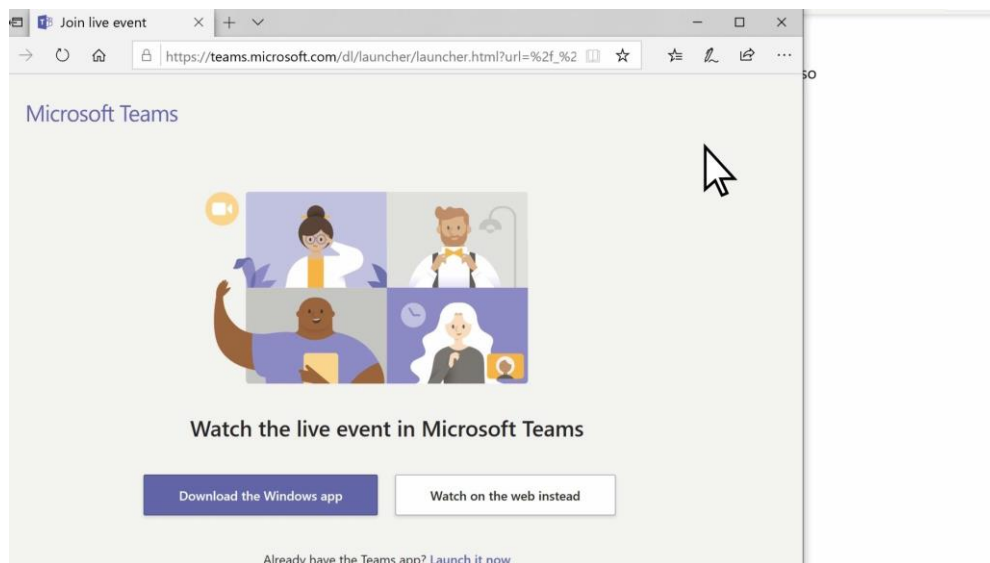 Join live event
https://teams.microsoft.com/dl/launcher/launcher.html?url=%2f_%2
so
Microsoft Teams
Watch the live event in Microsoft Teams
Download the Windows app
Watch on the web instead
Already have the Teams app? Launch it now